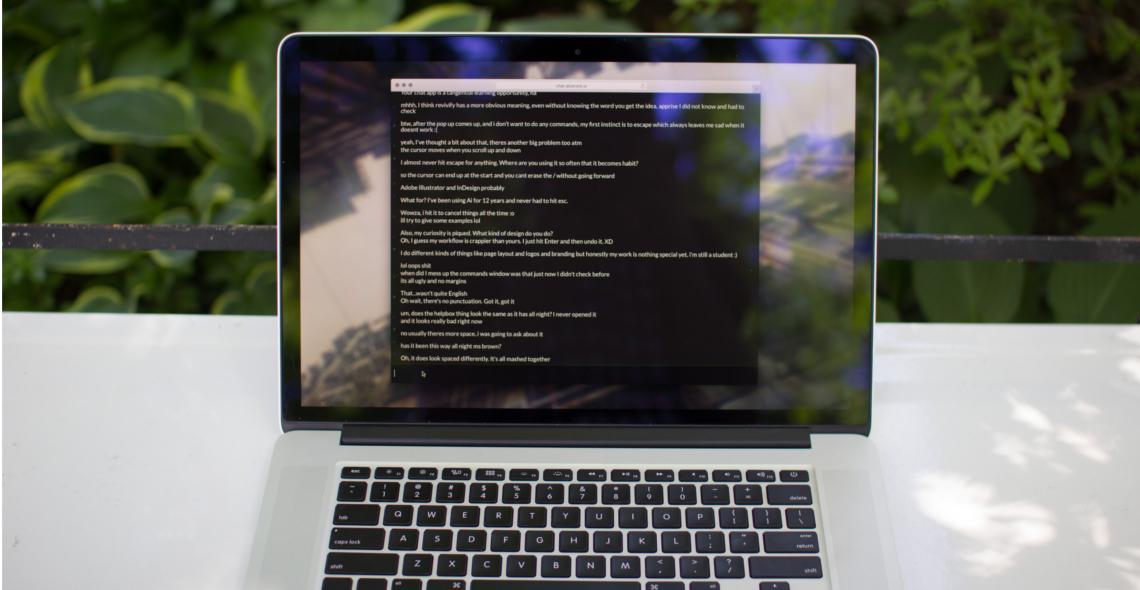 Your chat app is a tangential learning opportunity, ha
mhhh, I think revivify has a more obvious meaning, even without knowing the word you get the idea, apprise I did not know and had to
check
btw, after the pop up comes up, and i don't want to do any commands, my first instinct is to escape which always leaves me sad when it
doesnt work :(
yeah, I've thought a bit about that, theres another big problem too atm
the cursor moves when you scroll up and down
I almost never hit escape for anything. Where are you using it so often that it becomes habit?
so the cursor can end up at the start and you cant erase the / without going forward
Adobe Illustrator and InDesign probably
What for? I've been using Ai for 12 years and never had to hit esc.
Wowza, i hit it to cancel things all the time :o
ill try to give some examples lol
Also, my curiosity is piqued. What kind of design do you do?
Oh, I guess my workflow is crappier than yours. I just hit Enter and then undo it. XD
I do different kinds of things like page layout and logos and branding but honestly my work is nothing special yet, I'm still a student :)
lol oops shit
when did I mess up the commands window was that just now I didn't check before
its all ugly and no margins
That...wasn't quite English
Oh wait, there's no punctuation. Got it, got it
um, does the helpbox thing look the same as it has all night? I never opened it
and it looks really bad right now
no usually theres more space, i was going to ask about it
has it been this way all night ms brown?
Oh, it does look spaced differently. It's all mashed together
esc
~ ! @ # $ % ^ & * ( ) _ +
1 2 3 4 5 6 7 8 9 0 - = delete
tab Q W E R T Y U I O P { } |
[ ] \
caps lock A S D F G H J K L : " enter
; ' return
shift Z X C V B N M < > ? shift
, . /
alt ⌘ ⌘ alt